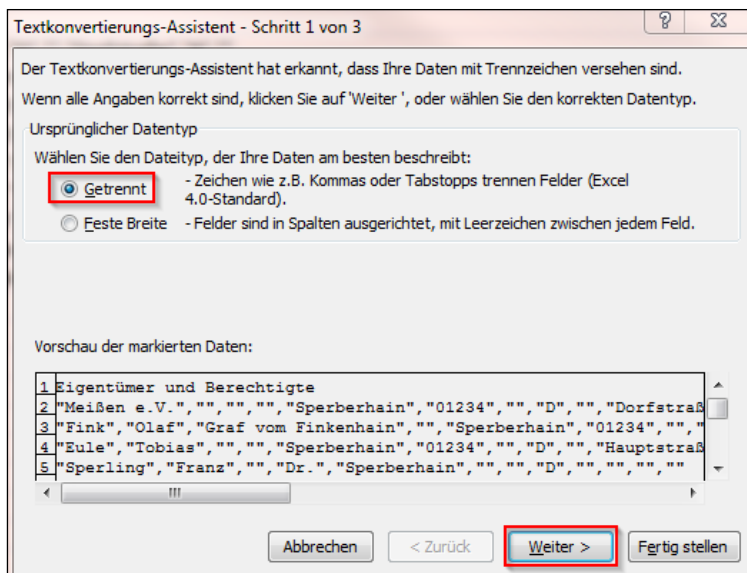 Textkonvertierungs-Assistent - Schritt 1 von 3
Der Textkonvertierungs-Assistent hat erkannt, dass Ihre Daten mit Trennzeichen versehen sind.
Wenn alle Angaben korrekt sind, klicken Sie auf 'Weiter ', oder wählen Sie den korrekten Datentyp.
Ursprünglicher Datentyp
Wählen Sie den Dateityp, der Ihre Daten am besten beschreibt:
Getrennt - Zeichen wie z.B. Kommas oder Tabstopps trennen Felder (Excel
4.0-Standard).
Feste Breite - Felder sind in Spalten ausgerichtet, mit Leerzeichen zwischen jedem Feld.
Vorschau der markierten Daten:
1 Eigentümer und Berechtigte
2 "Meißen e.V.","","","","Sperberhain","01234","","D","","Dorfstraß
3 "Fink","Olaf","Graf vom Finkenhain","","Sperberhain","01234","","
4 "Eule","Tobias","","","Sperberhain","01234","","D","","Hauptstraß
5 "Sperling","Franz","","Dr.","Sperberhain","","","D","","","",""
Abbrechen < Zurück Weiter > Fertig stellen